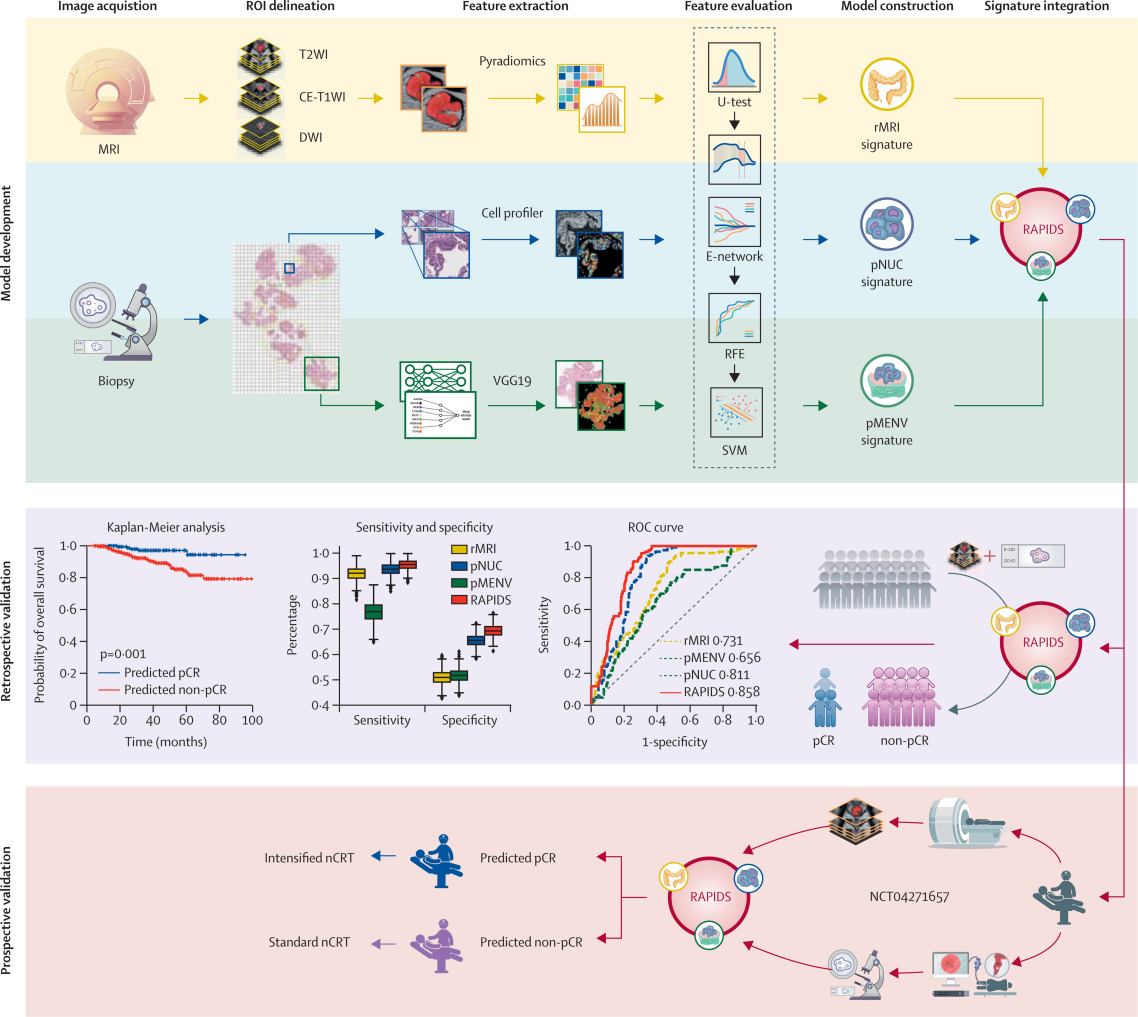 Image acquistion
ROI delineation
Feature extraction
Feature evaluation
Model construction
Signature integration
Model development
MRI
T2WI
CE-T1WI
DWI
Pyradiomics
U-test
rMRI
signature
Biopsy
Cell profiler
E-network
pNUC
signature
RAPIDS
VGG19
RFE
SVM
pMENV
signature
Retrospective validation
Kaplan-Meier analysis
Probability of overall survival
1·0
0·8
0·6
0·4
0·2
0
p=0·001
Predicted pCR
Predicted non-pCR
0
20
40
60
80
100
Time (months)
Sensitivity and specificity
Percentage
1·0
0·9
0·8
0·7
0·6
0·5
0·4
rMRI
pNUC
pMENV
RAPIDS
Sensitivity
Specificity
ROC curve
Sensitivity
1·0
0·8
0·6
0·4
0·2
0·0
rMRI 0·731
pMENV 0·656
pNUC 0·811
RAPIDS 0·858
0
0·2
0·4
0·6
0·8
1·0
1-specificity
RAPIDS
pCR
non-pCR
Prospective validation
Intensified nCRT
Predicted pCR
Standard nCRT
Predicted non-pCR
RAPIDS
NCT04271657